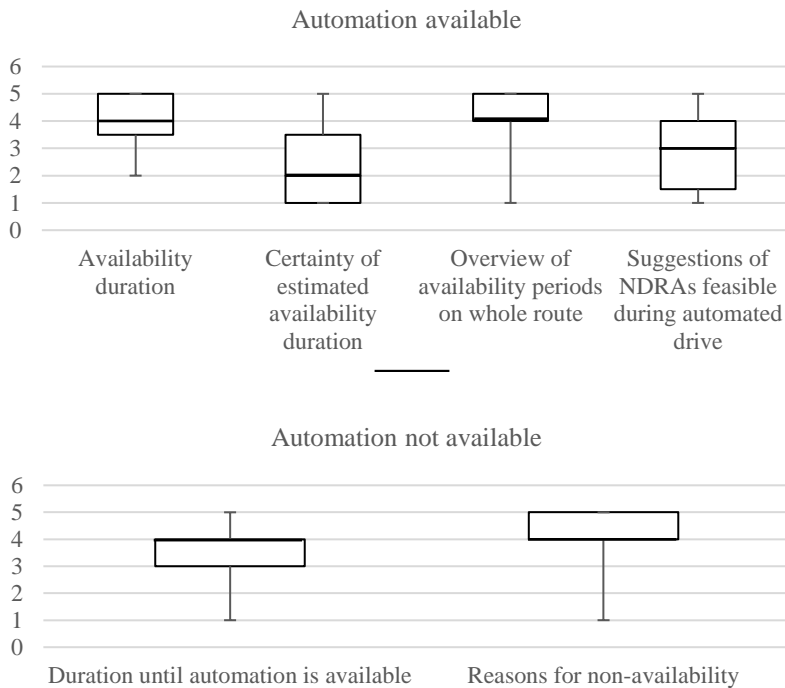 Automation available
6
5
4
3
2
1
0
Availability
duration
Certainty of
estimated
availability
duration
Overview of
availability periods
on whole route
Suggestions of
NDRAs feasible
during automated
drive
Automation not available
6
5
4
3
2
1
0
Duration until automation is available
Reasons for non-availability